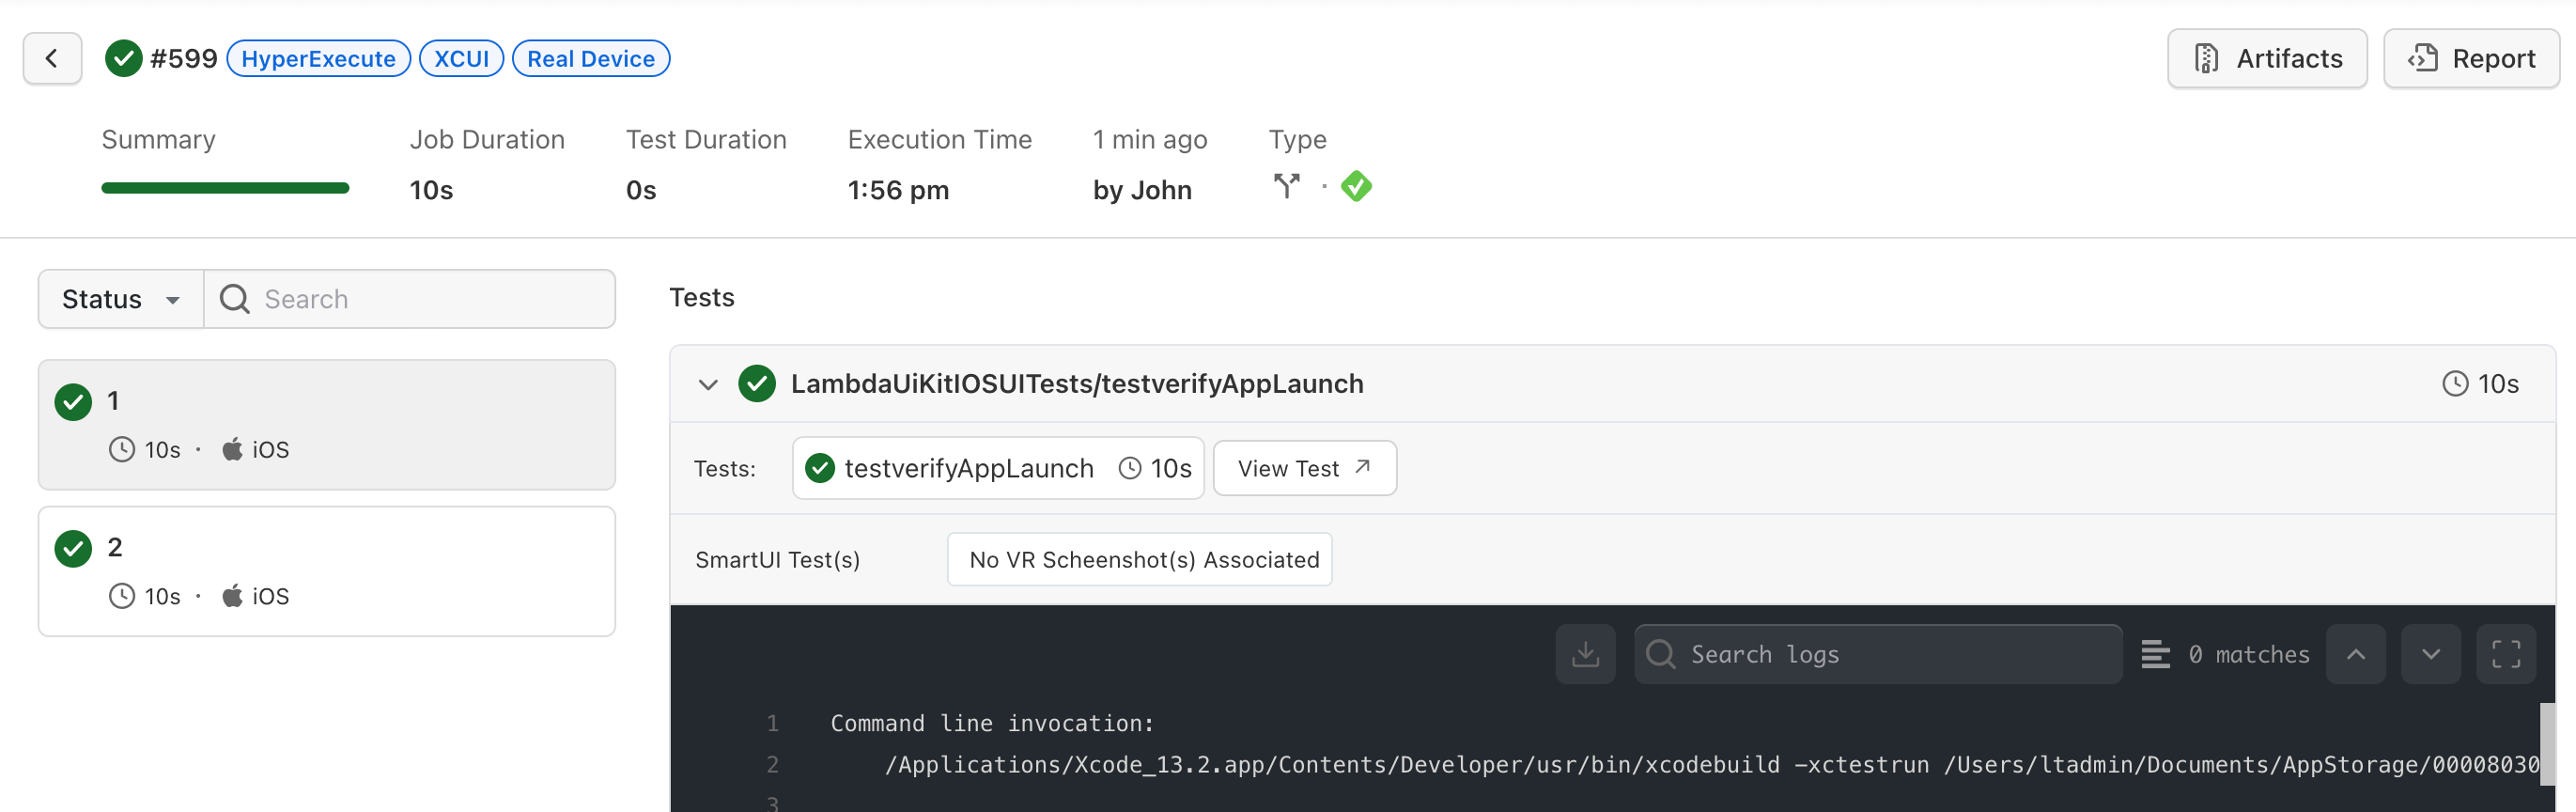 #599 HyperExecute XCUI Real Device Artifacts Report
Summary Job Duration Test Duration Execution Time 1 min ago Type
10s 0s 1:56 pm by John
Status Search
Tests
1
10s · iOS
2
10s · iOS
LambdaUiKitIOSUITests/testverifyAppLaunch 10s
Tests: testverifyAppLaunch 10s View Test
SmartUI Test(s) No VR Scheenshot(s) Associated
Search logs 0 matches
1 Command line invocation:
2 /Applications/Xcode_13.2.app/Contents/Developer/usr/bin/xcodebuild -xctestrun /Users/ltadmin/Documents/AppStorage/00008030
3